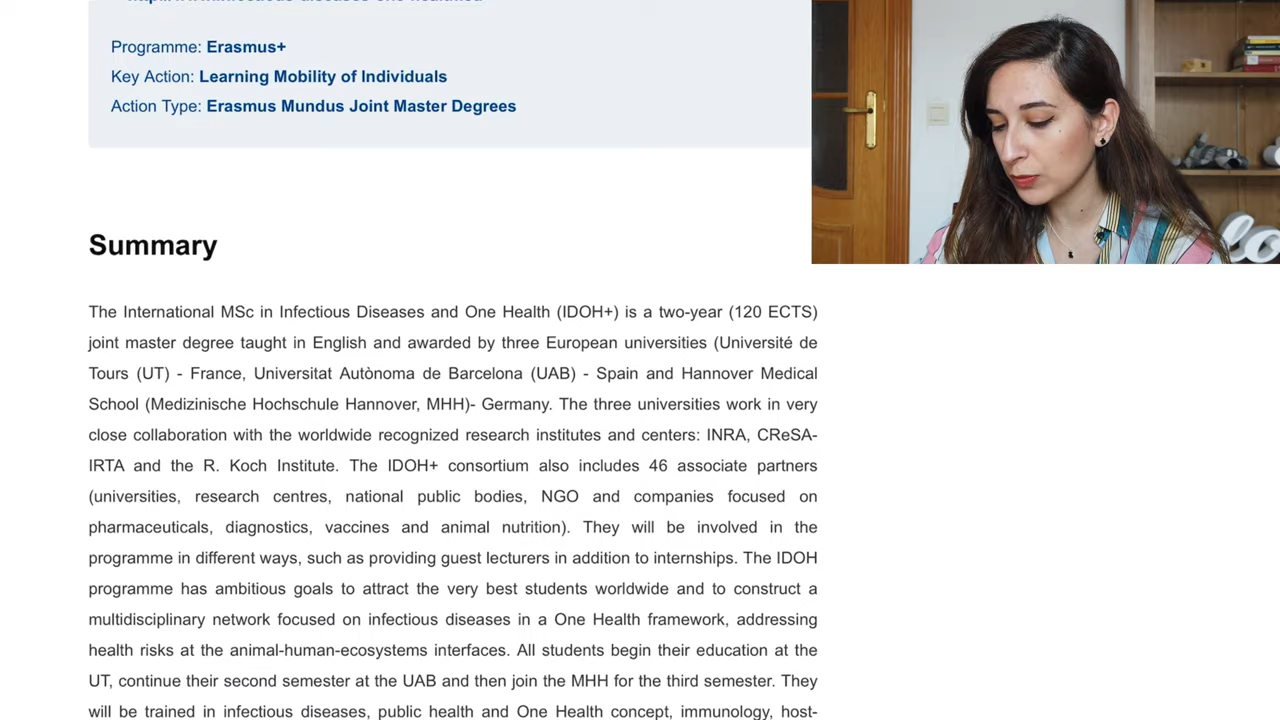 Programme: Erasmus+
Key Action: Learning Mobility of Individuals
Action Type: Erasmus Mundus Joint Master Degrees
Summary
The International MSc in Infectious Diseases and One Health (IDOH+) is a two-year (120 ECTS)
joint master degree taught in English and awarded by three European universities (Université de
Tours (UT) - France, Universitat Autònoma de Barcelona (UAB) - Spain and Hannover Medical
School (Medizinische Hochschule Hannover, MHH)- Germany. The three universities work in very
close collaboration with the worldwide recognized research institutes and centers: INRA, CReSA-
IRTA and the R. Koch Institute. The IDOH+ consortium also includes 46 associate partners
(universities, research centres, national public bodies, NGO and companies focused on
pharmaceuticals, diagnostics, vaccines and animal nutrition). They will be involved in the
programme in different ways, such as providing guest lecturers in addition to internships. The IDOH
programme has ambitious goals to attract the very best students worldwide and to construct a
multidisciplinary network focused on infectious diseases in a One Health framework, addressing
health risks at the animal-human-ecosystems interfaces. All students begin their education at the
UT, continue their second semester at the UAB and then join the MHH for the third semester. They
will be trained in infectious diseases, public health and One Health concept, immunology, host-